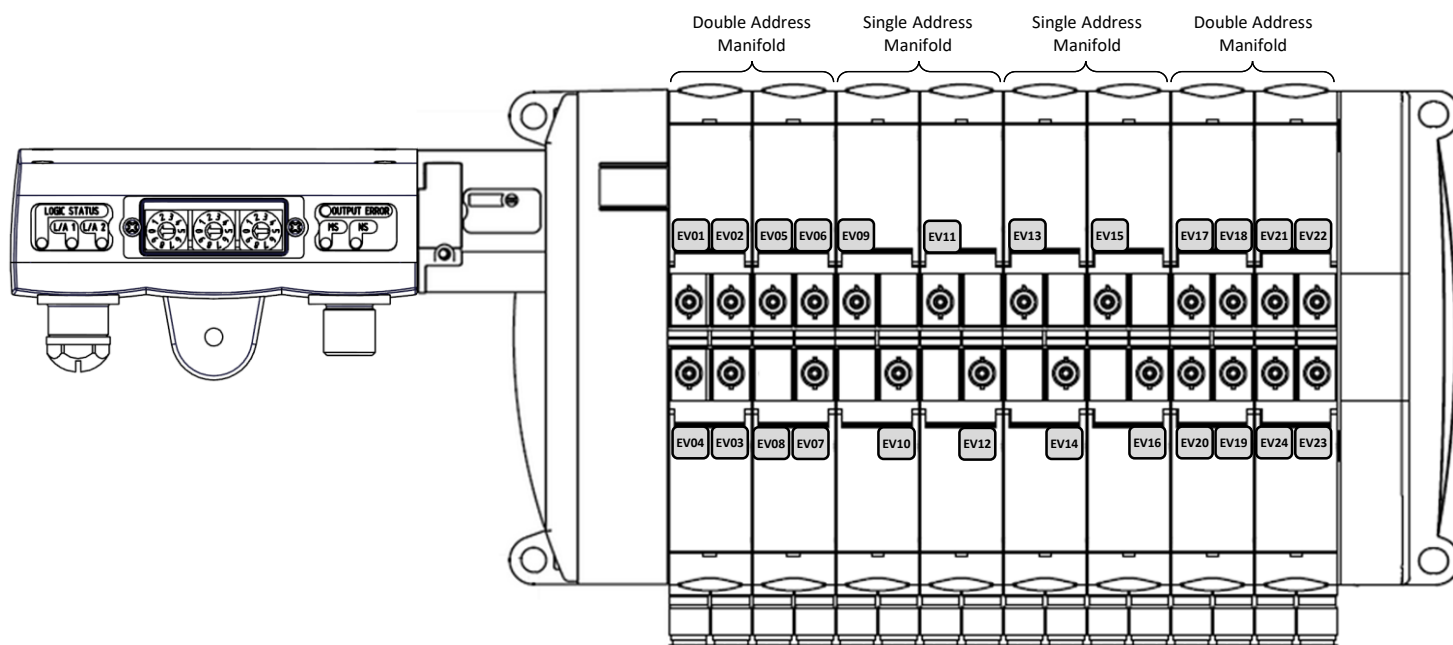 Double Address
Manifold
Single Address
Manifold
Single Address
Manifold
Double Address
Manifold
LOGIC STATUS
L/A 1 L/A 2
OUTPUT ERROR
MS NS
EV01 EV02 EV05 EV06 EV09 EV11 EV13 EV15 EV17 EV18 EV21 EV22
EV04 EV03 EV08 EV07 EV10 EV12 EV14 EV16 EV20 EV19 EV24 EV23